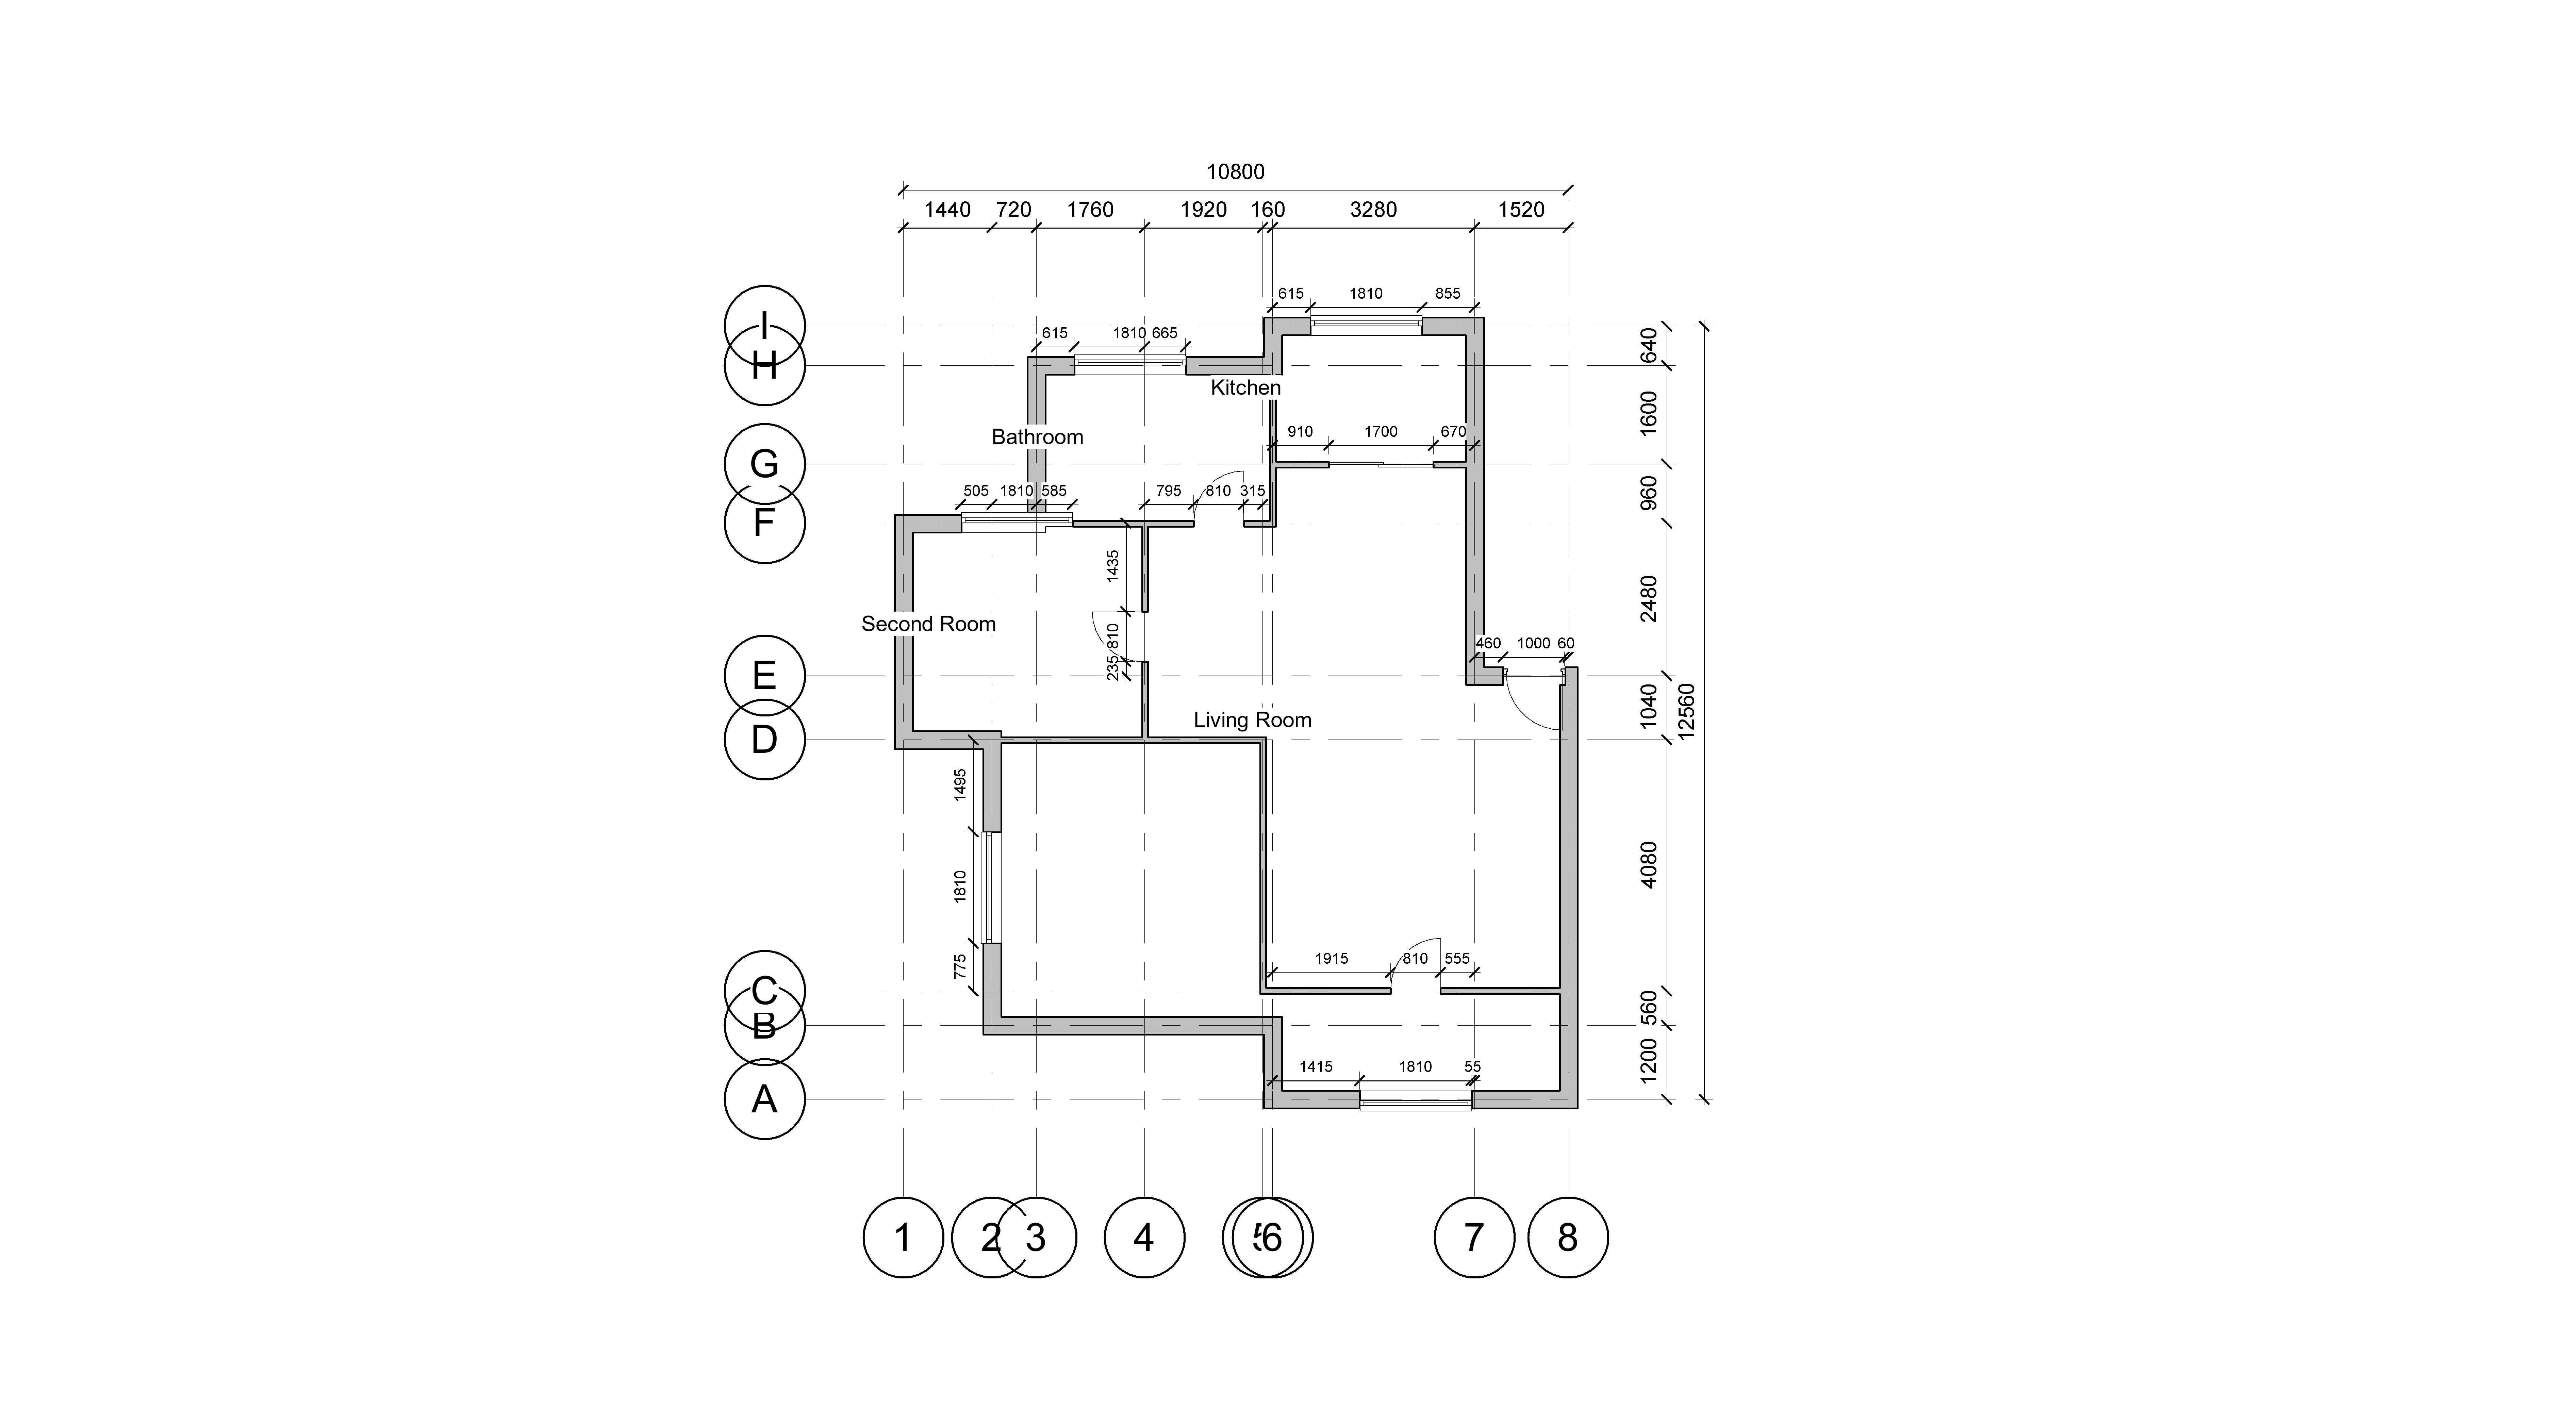 10800
1440 720 1760 1920 160 3280 1520
615 1810 855
I
615 1810 665
640
H
Kitchen
1600
910 1700 670
Bathroom
G
505 1810 585 795 810 315
960
F
1435
2480
Second Room
810
460 1000 60
235
E
1040
12560
Living Room
D
1495
4080
1810
1915 810 555
775
C
560
B
1415 1810 55
1200
A
1 2 3 4 5 6 7 8